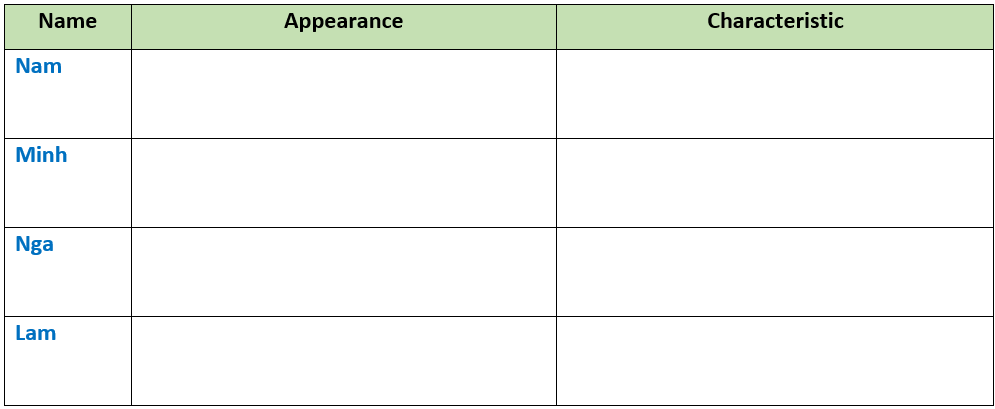 Name Appearance Characteristic
Nam
Minh
Nga
Lam